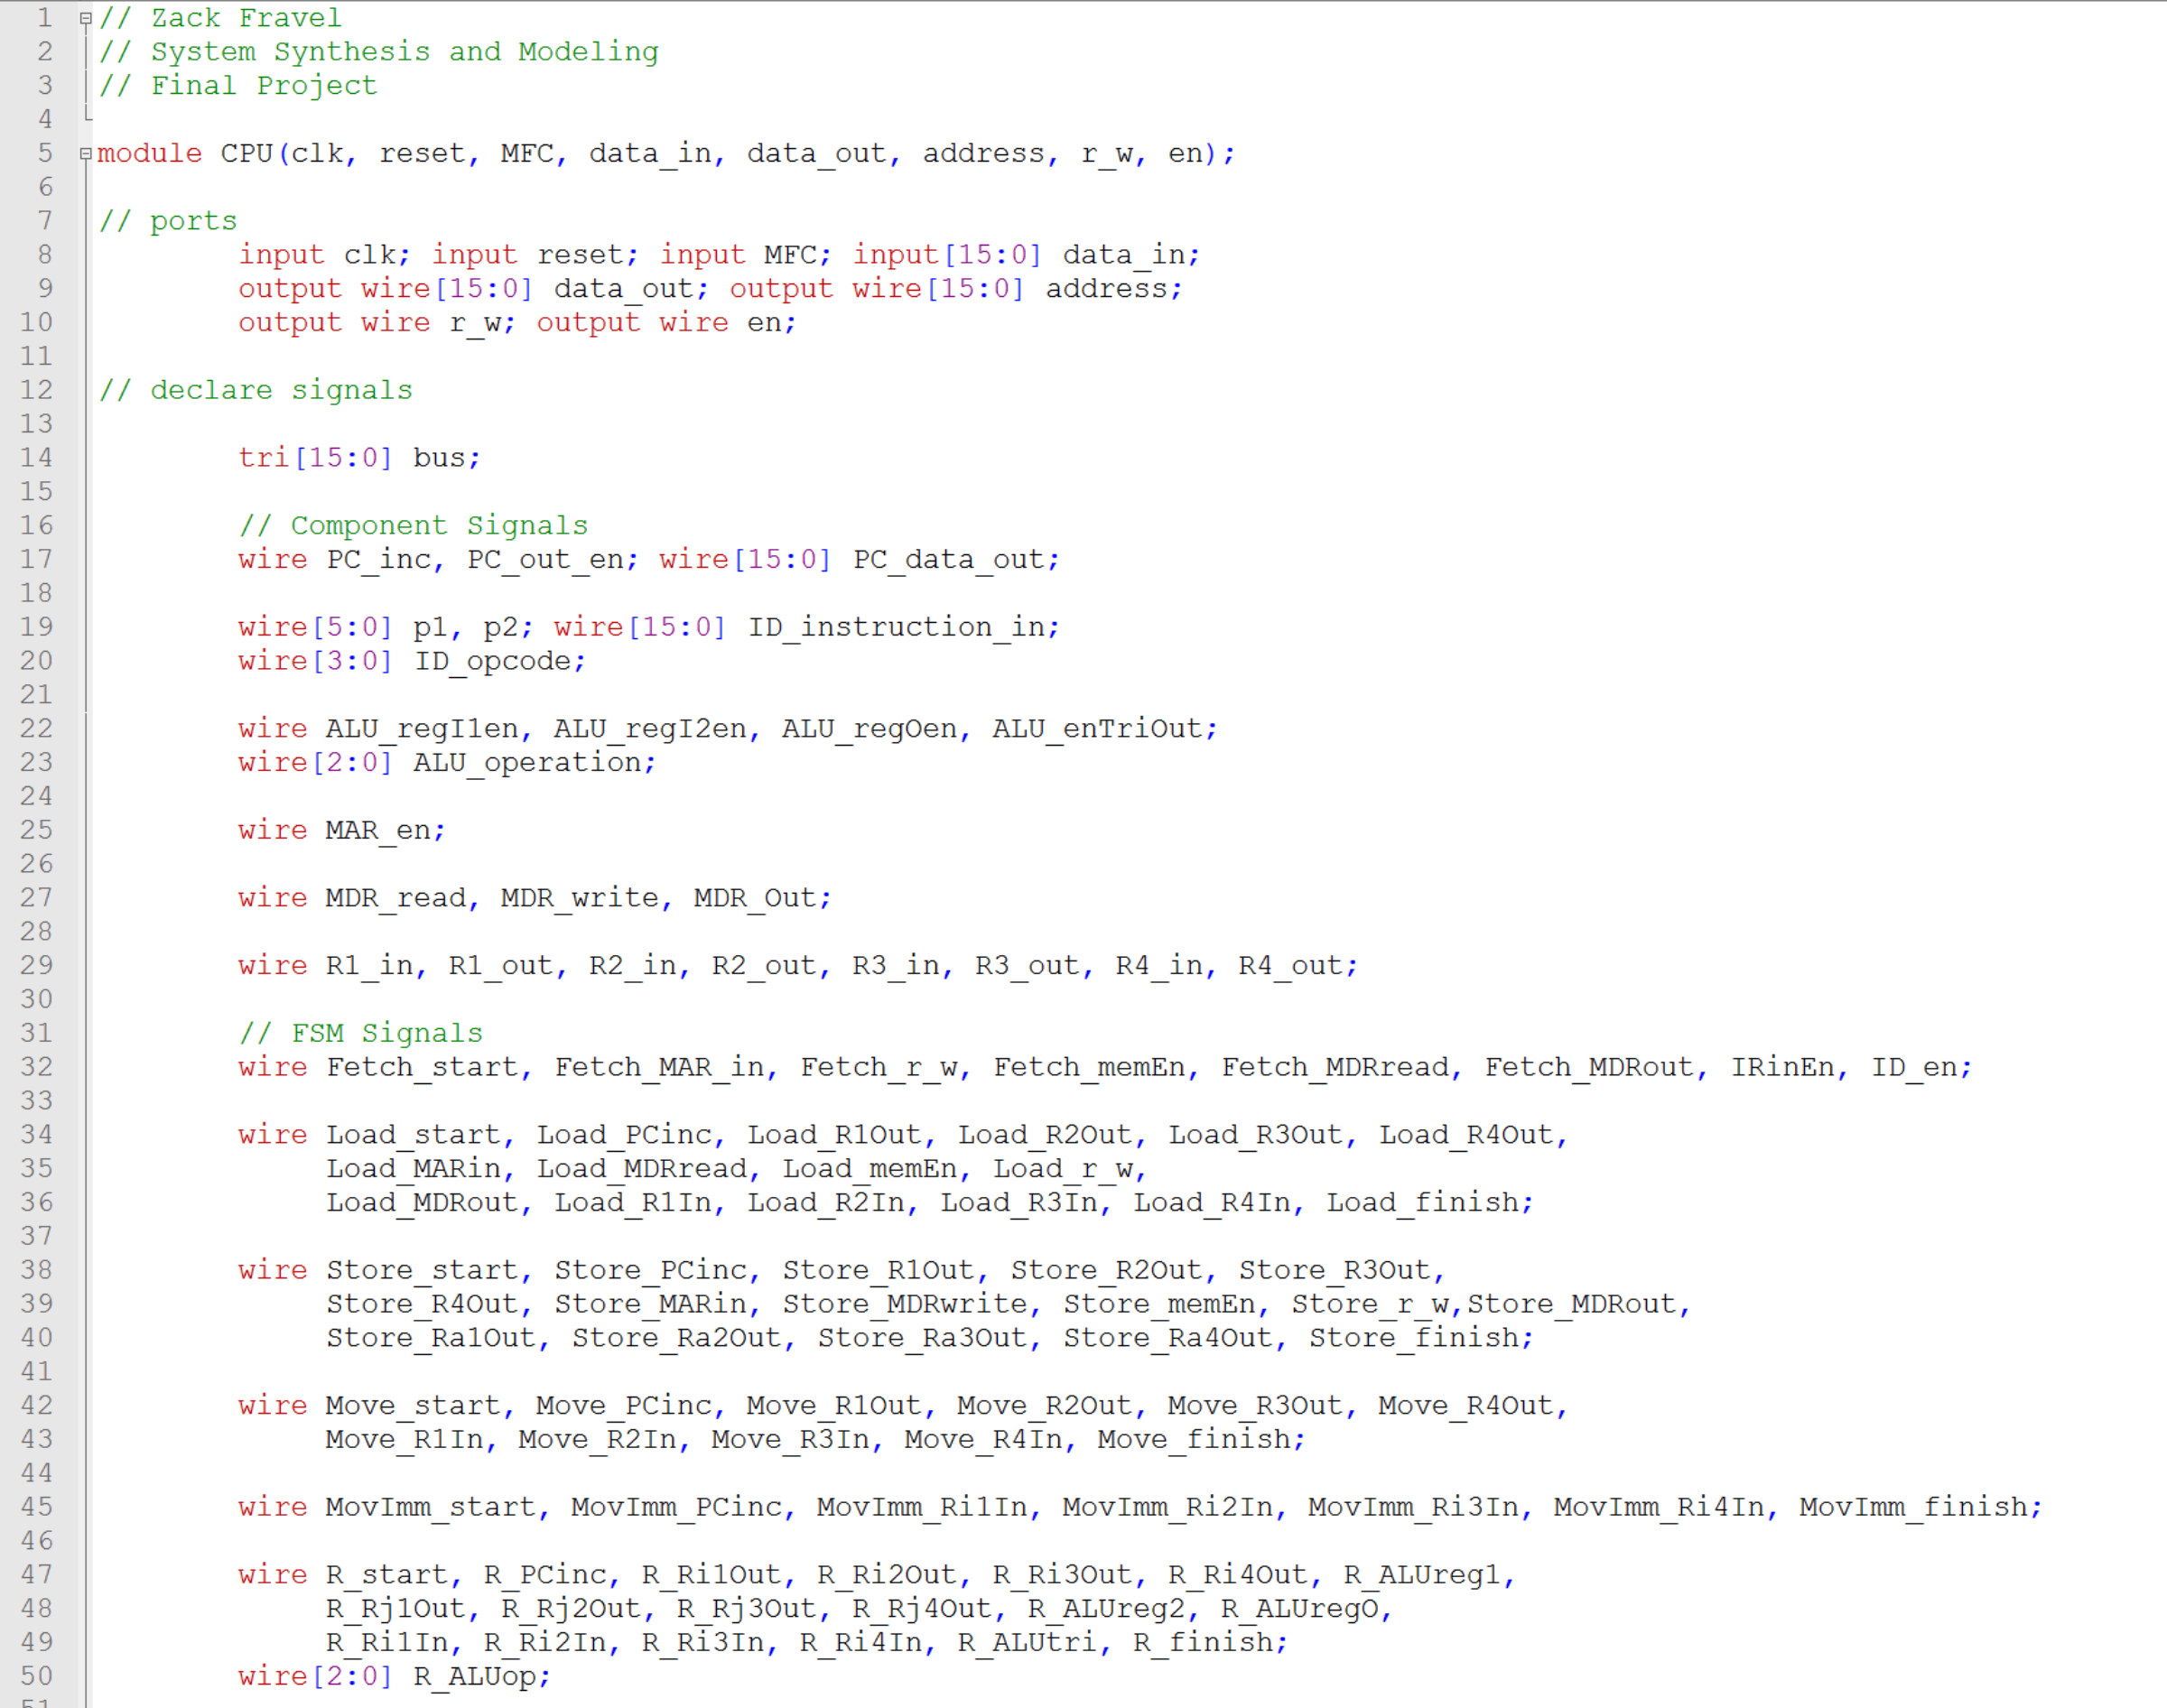 1 // Zack Fravel
2 // System Synthesis and Modeling
3 // Final Project
4
5 module CPU(clk, reset, MFC, data_in, data_out, address, r_w, en);
6
7 // ports
8 input clk; input reset; input MFC; input[15:0] data_in;
9 output wire[15:0] data_out; output wire[15:0] address;
10 output wire r_w; output wire en;
11
12 // declare signals
13
14 tri[15:0] bus;
15
16 // Component Signals
17 wire PC_inc, PC_out_en; wire[15:0] PC_data_out;
18
19 wire[5:0] p1, p2; wire[15:0] ID_instruction_in;
20 wire[3:0] ID_opcode;
21
22 wire ALU_regI1en, ALU_regI2en, ALU_regOen, ALU_enTriOut;
23 wire[2:0] ALU_operation;
24
25 wire MAR_en;
26
27 wire MDR_read, MDR_write, MDR_Out;
28
29 wire R1_in, R1_out, R2_in, R2_out, R3_in, R3_out, R4_in, R4_out;
30
31 // FSM Signals
32 wire Fetch_start, Fetch_MAR_in, Fetch_r_w, Fetch_memEn, Fetch_MDRread, Fetch_MDRout, IRinEn, ID_en;
33
34 wire Load_start, Load_PCinc, Load_R1Out, Load_R2Out, Load_R3Out, Load_R4Out,
35 Load_MARin, Load_MDRread, Load_memEn, Load_r_w,
36 Load_MDRout, Load_R1In, Load_R2In, Load_R3In, Load_R4In, Load_finish;
37
38 wire Store_start, Store_PCinc, Store_R1Out, Store_R2Out, Store_R3Out,
39 Store_R4Out, Store_MARin, Store_MDRwrite, Store_memEn, Store_r_w,Store_MDRout,
40 Store_Ra1Out, Store_Ra2Out, Store_Ra3Out, Store_Ra4Out, Store_finish;
41
42 wire Move_start, Move_PCinc, Move_R1Out, Move_R2Out, Move_R3Out, Move_R4Out,
43 Move_R1In, Move_R2In, Move_R3In, Move_R4In, Move_finish;
44
45 wire MovImm_start, MovImm_PCinc, MovImm_Ri1In, MovImm_Ri2In, MovImm_Ri3In, MovImm_Ri4In, MovImm_finish;
46
47 wire R_start, R_PCinc, R_Ri1Out, R_Ri2Out, R_Ri3Out, R_Ri4Out, R_ALUreg1,
48 R_Rj1Out, R_Rj2Out, R_Rj3Out, R_Rj4Out, R_ALUreg2, R_ALUregO,
49 R_Ri1In, R_Ri2In, R_Ri3In, R_Ri4In, R_ALUtri, R_finish;
50 wire[2:0] R_ALUop;
51